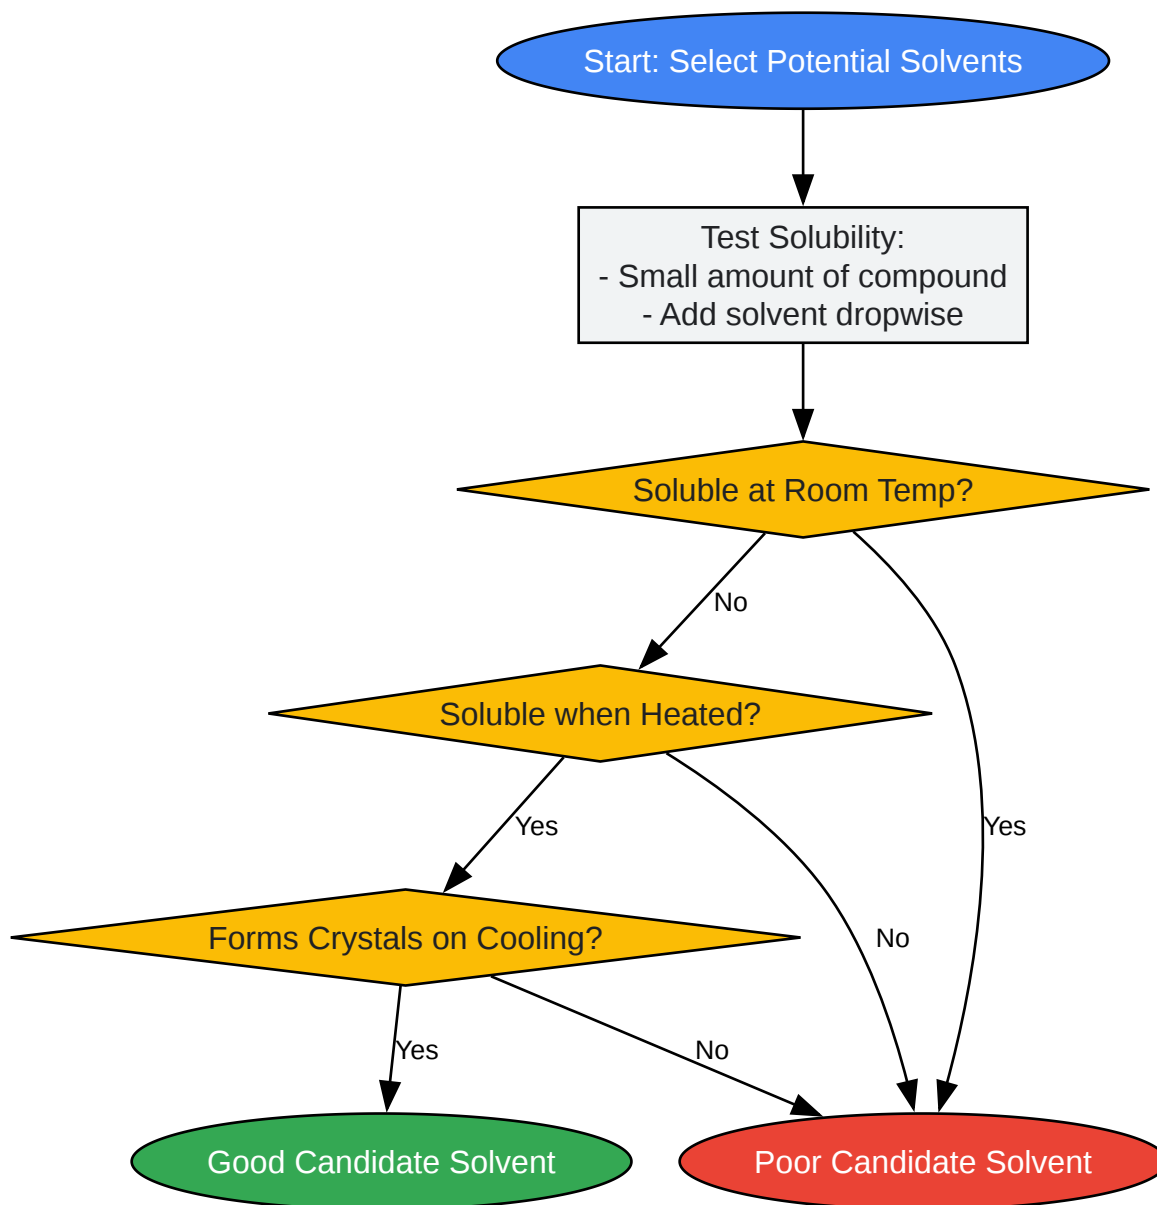 Start: Select Potential Solvents
Test Solubility:
- Small amount of compound
- Add solvent dropwise
Soluble at Room Temp?
No
Soluble when Heated?
Yes
Yes
Forms Crystals on Cooling?
No
Yes
No
Good Candidate Solvent
Poor Candidate Solvent